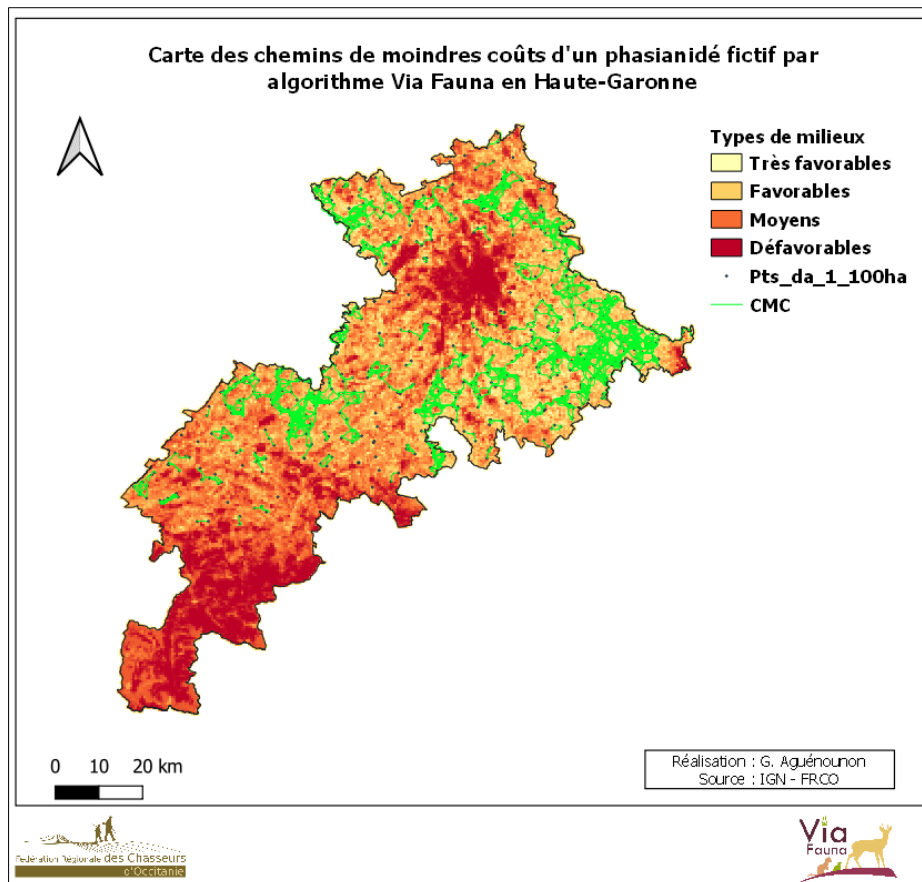 Carte des chemins de moindres coûts d'un phasianidé fictif par
algorithme Via Fauna en Haute-Garonne
Types de milieux
Très favorables
Favorables
Moyens
Défavorables
Pts_da_1_100ha
CMC
0 10 20 km
Réalisation : G. Aguénounon
Source : IGN - FRCO
Fédération Régionale des Chasseurs
d'Occitanie
Via
Fauna